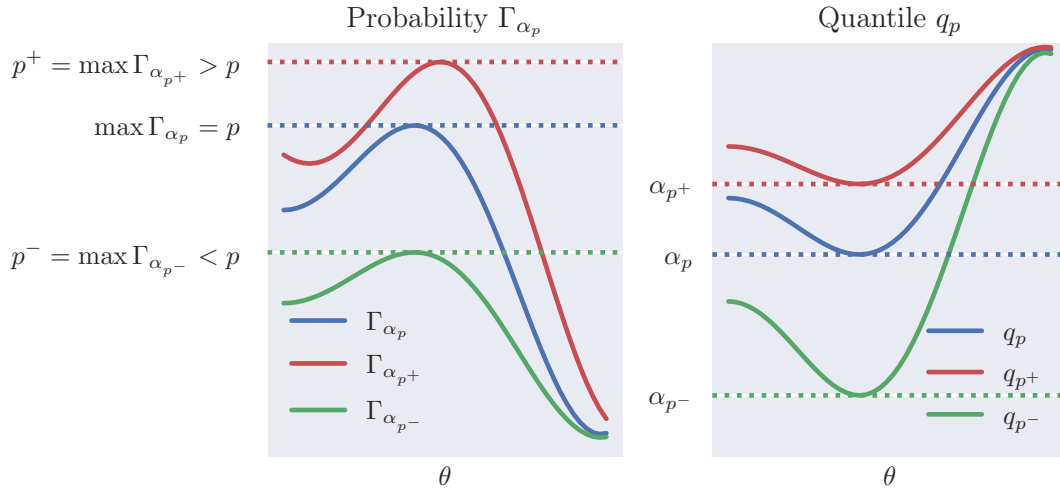 Probability Γ_{α_p}
p⁺ = max Γ_{α_{p⁺}} > p
max Γ_{α_p} = p
p⁻ = max Γ_{α_{p⁻}} < p
Γ_{α_p}
Γ_{α_{p⁺}}
Γ_{α_{p⁻}}
θ
Quantile q_p
α_{p⁺}
α_p
α_{p⁻}
q_p
q_{p⁺}
q_{p⁻}
θ